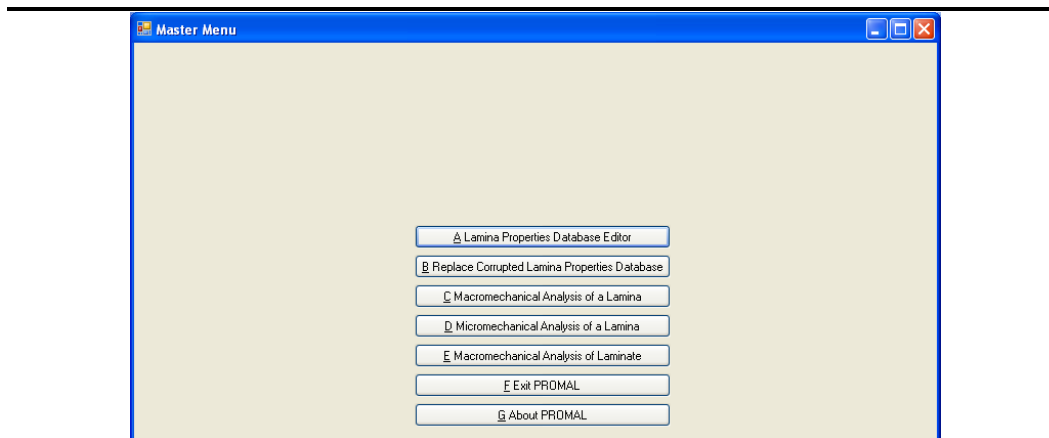 Master Menu
A Lamina Properties Database Editor
B Replace Corrupted Lamina Properties Database
C Macromechanical Analysis of a Lamina
D Micromechanical Analysis of a Lamina
E Macromechanical Analysis of Laminate
F Exit PROMAL
G About PROMAL